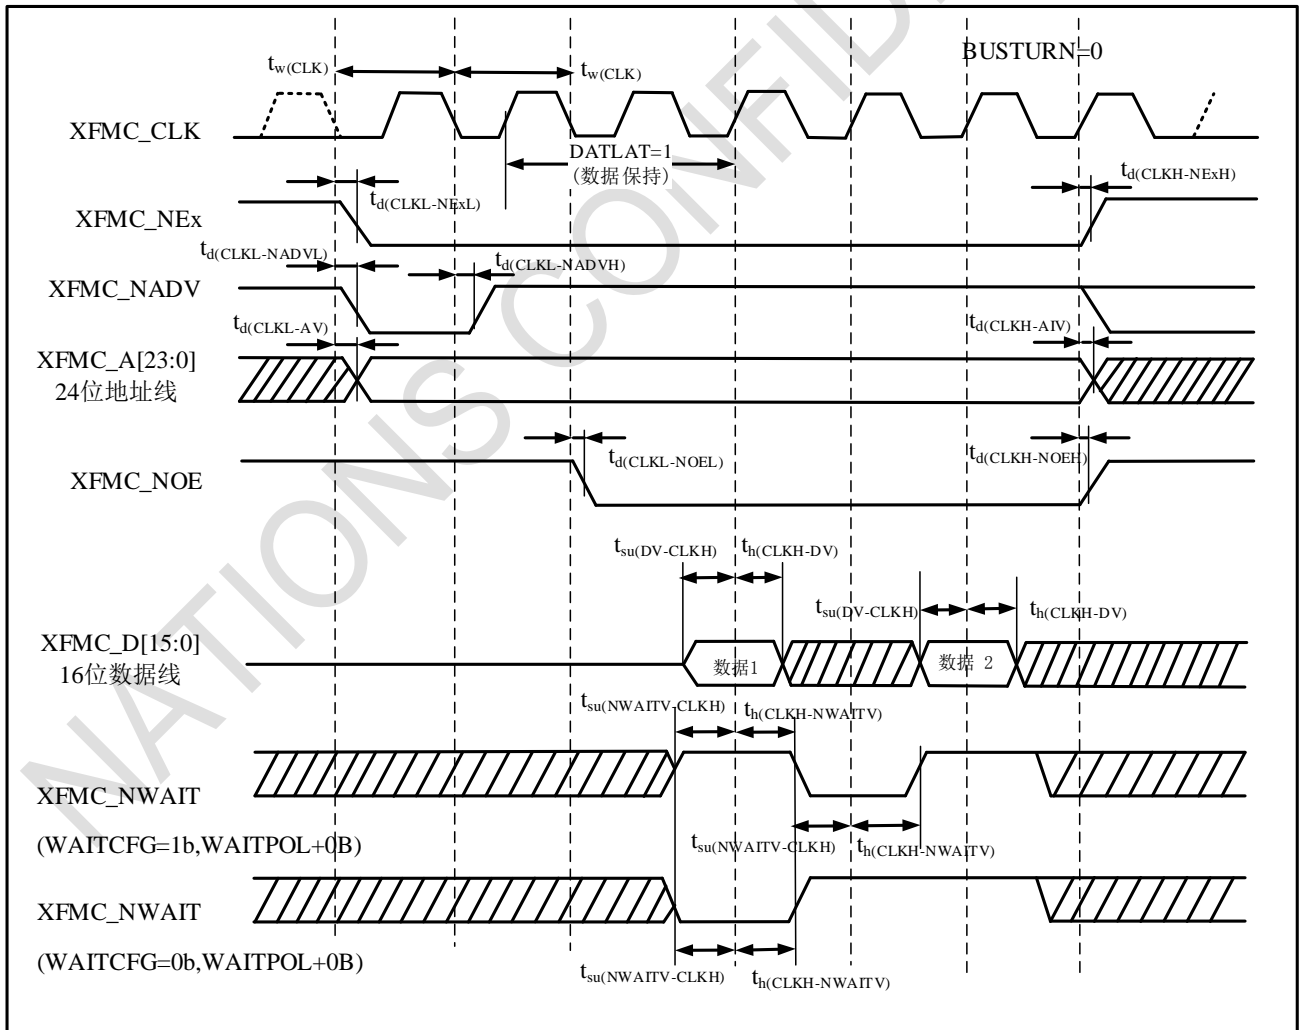 BUSTURN=0
tw(CLK)
tw(CLK)
XFMC_CLK
DATLAT=1
(数据保持)
td(CLKH-NExH)
td(CLKL-NExL)
XFMC_NEx
td(CLKL-NADVL)
td(CLKL-NADVH)
XFMC_NADV
td(CLKL-AV)
td(CLKH-AIV)
XFMC_A[23:0]
24位地址线
td(CLKL-NOEL)
td(CLKH-NOEH)
XFMC_NOE
tsu(DV-CLKH)
th(CLKH-DV)
tsu(DV-CLKH)
th(CLKH-DV)
XFMC_D[15:0]
16位数据线
数据1
数据 2
tsu(NWAITV-CLKH)
th(CLKH-NWAITV)
XFMC_NWAIT
(WAITCFG=1b,WAITPOL+0B)
tsu(NWAITV-CLKH)
th(CLKH-NWAITV)
XFMC_NWAIT
(WAITCFG=0b,WAITPOL+0B)
tsu(NWAITV-CLKH)
th(CLKH-NWAITV)
NATIONS CONFID